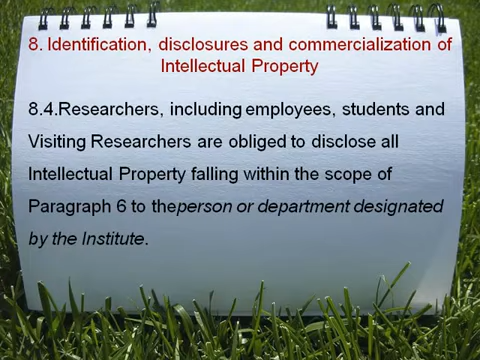 8. Identification, disclosures and commercialization of
Intellectual Property
8.4.Researchers, including employees, students and
Visiting Researchers are obliged to disclose all
Intellectual Property falling within the scope of
Paragraph 6 to theperson or department designated
by the Institute.